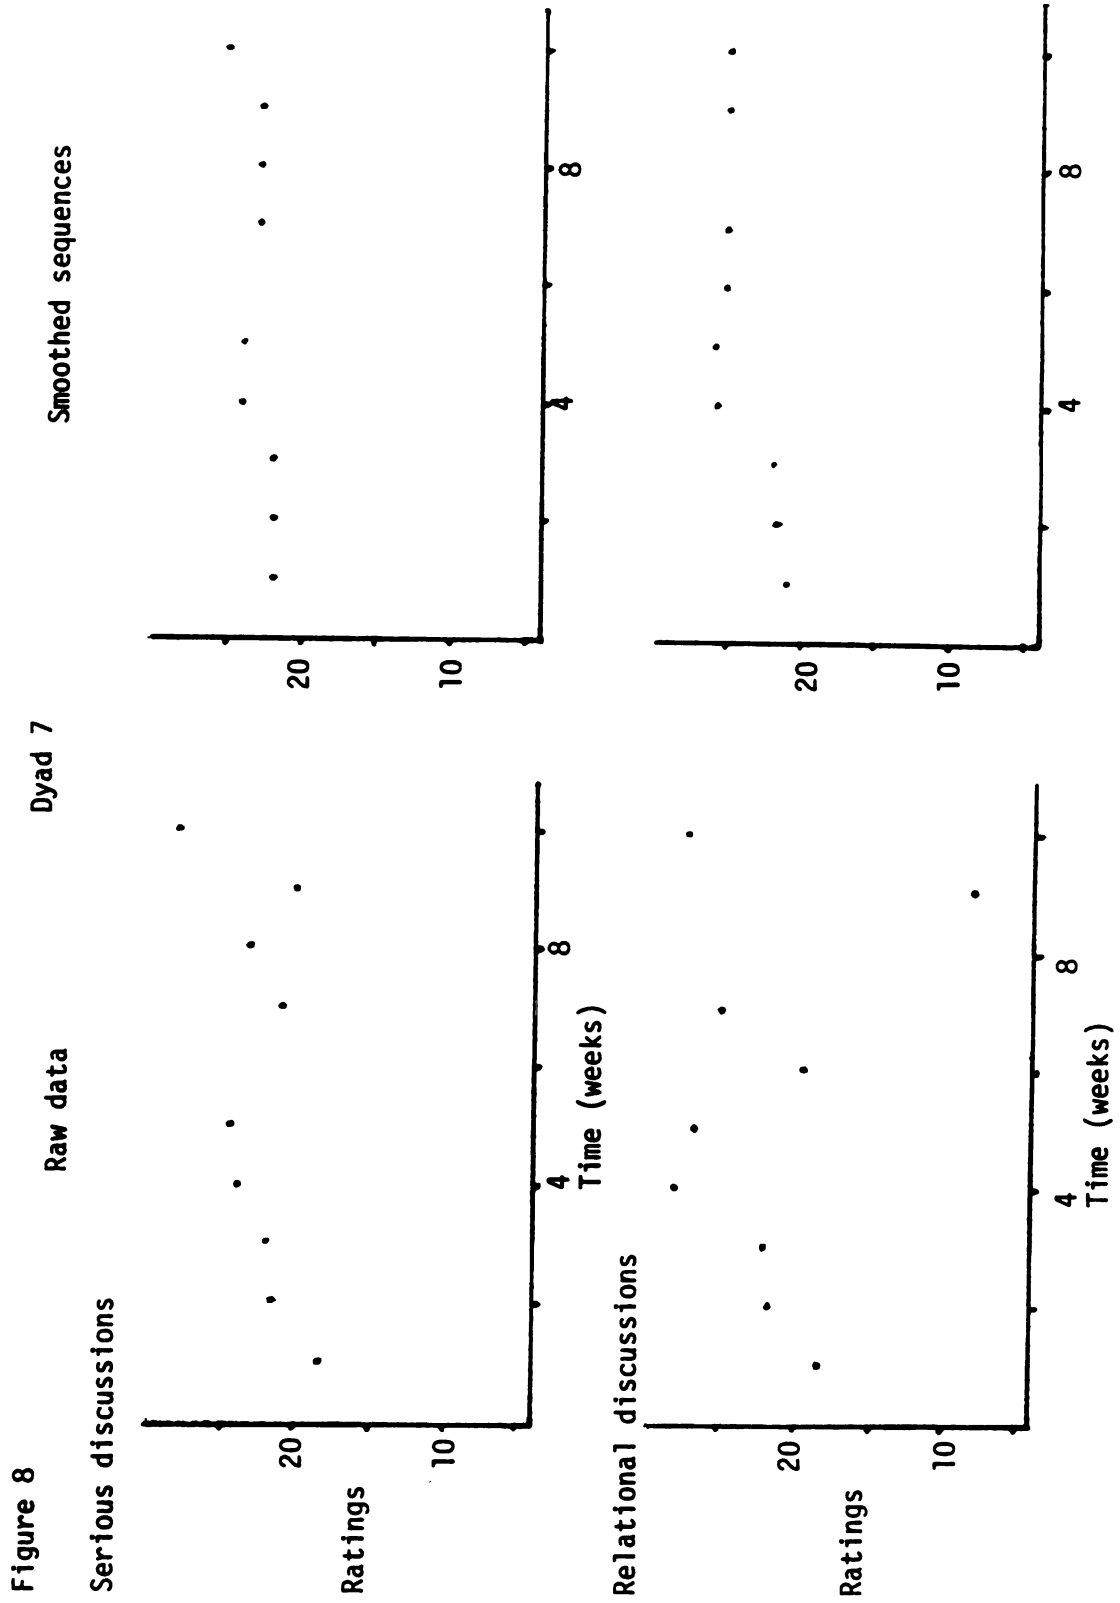 Figure 8
Dyad 7
Raw data
Smoothed sequences
Serious discussions
20
10
Ratings
4
8
Time (weeks)
20
10
4
8
Relational discussions
20
10
Ratings
4
8
Time (weeks)
20
10
4
8